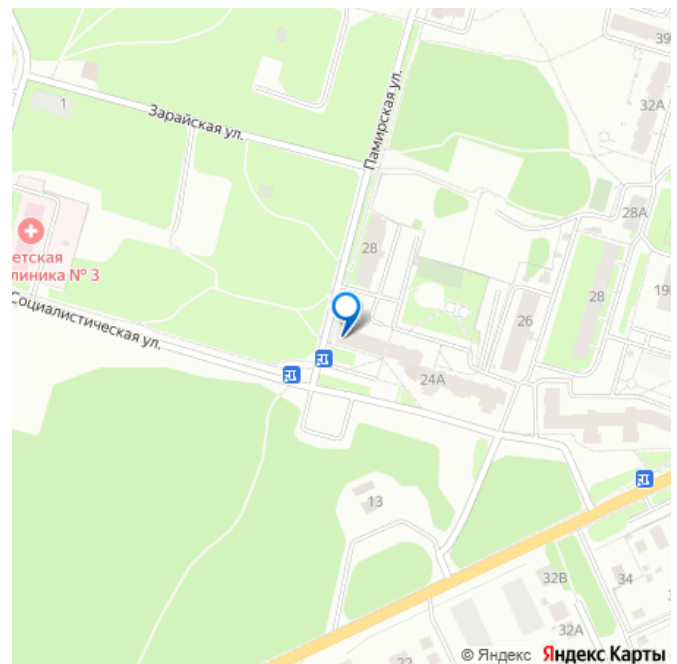 39
32А
1
Зарайская ул.
Памирская ул.
28А
етская
линика № 3
28
28
19
Социалистическая ул.
26
24А
13
32В
34
32А
22
© Яндекс Яндекс Карты